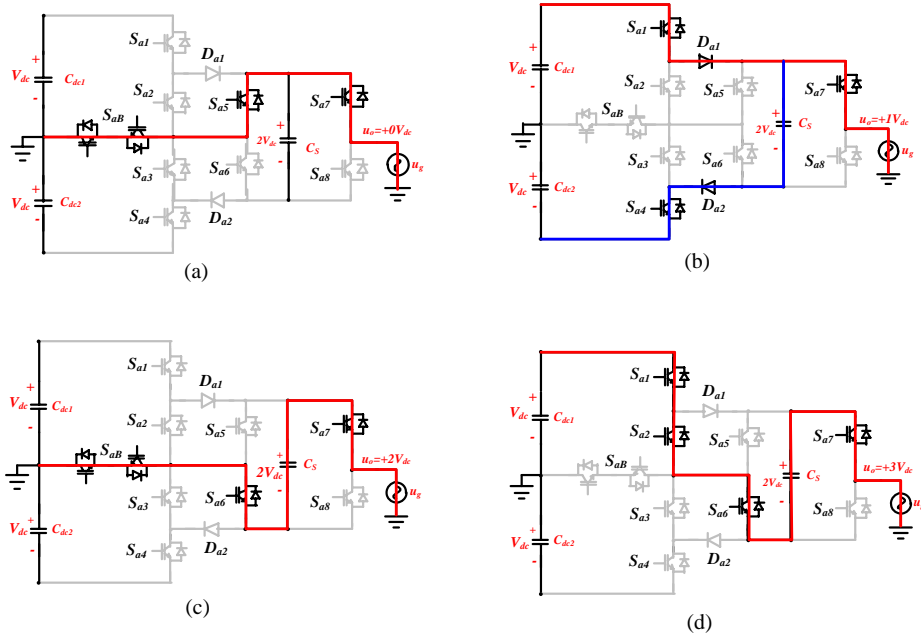 Sa1
Da1
+
Vdc
-
Cdc1
Sa2
Sa5
Sa7
SaB
+
2Vdc
-
CS
uo=+0Vdc
Sa3
Sa6
Sa8
ug
+
Vdc
-
Cdc2
Da2
Sa4
(a)
Sa1
Da1
+
Vdc
-
Cdc1
Sa2
Sa5
Sa7
SaB
+
2Vdc
-
CS
uo=+1Vdc
Sa3
Sa6
Sa8
ug
+
Vdc
-
Cdc2
Da2
Sa4
(b)
Sa1
Da1
+
Vdc
-
Cdc1
Sa2
Sa5
Sa7
SaB
+
2Vdc
-
CS
uo=+2Vdc
Sa3
Sa6
Sa8
ug
+
Vdc
-
Cdc2
Da2
Sa4
(c)
Sa1
Da1
+
Vdc
-
Cdc1
Sa2
Sa5
Sa7
SaB
+
2Vdc
-
CS
uo=+3Vdc
Sa3
Sa6
Sa8
+
Vdc
-
Cdc2
Da2
Sa4
(d)